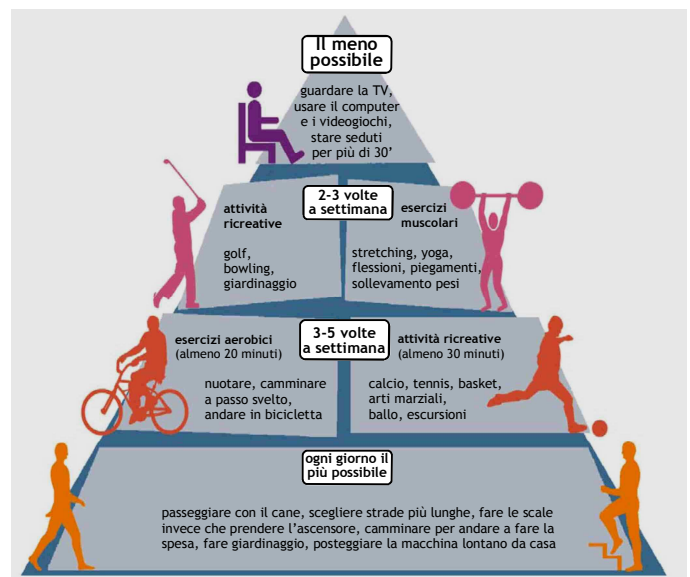 Il meno
possibile
guardare la TV,
usare il computer
e i videogiochi,
stare seduti
per più di 30'
2-3 volte
a settimana
attività
ricreative
golf,
bowling,
giardinaggio
esercizi
muscolari
stretching, yoga,
flessioni, piegamenti,
sollevamento pesi
3-5 volte
a settimana
esercizi aerobici
(almeno 20 minuti)
nuotare, camminare
a passo svelto,
andare in bicicletta
attività ricreative
(almeno 30 minuti)
calcio, tennis, basket,
arti marziali,
ballo, escursioni
ogni giorno il
più possibile
passeggiare con il cane, scegliere strade più lunghe, fare le scale
invece che prendere l'ascensore, camminare per andare a fare la
spesa, fare giardinaggio, posteggiare la macchina lontano da casa